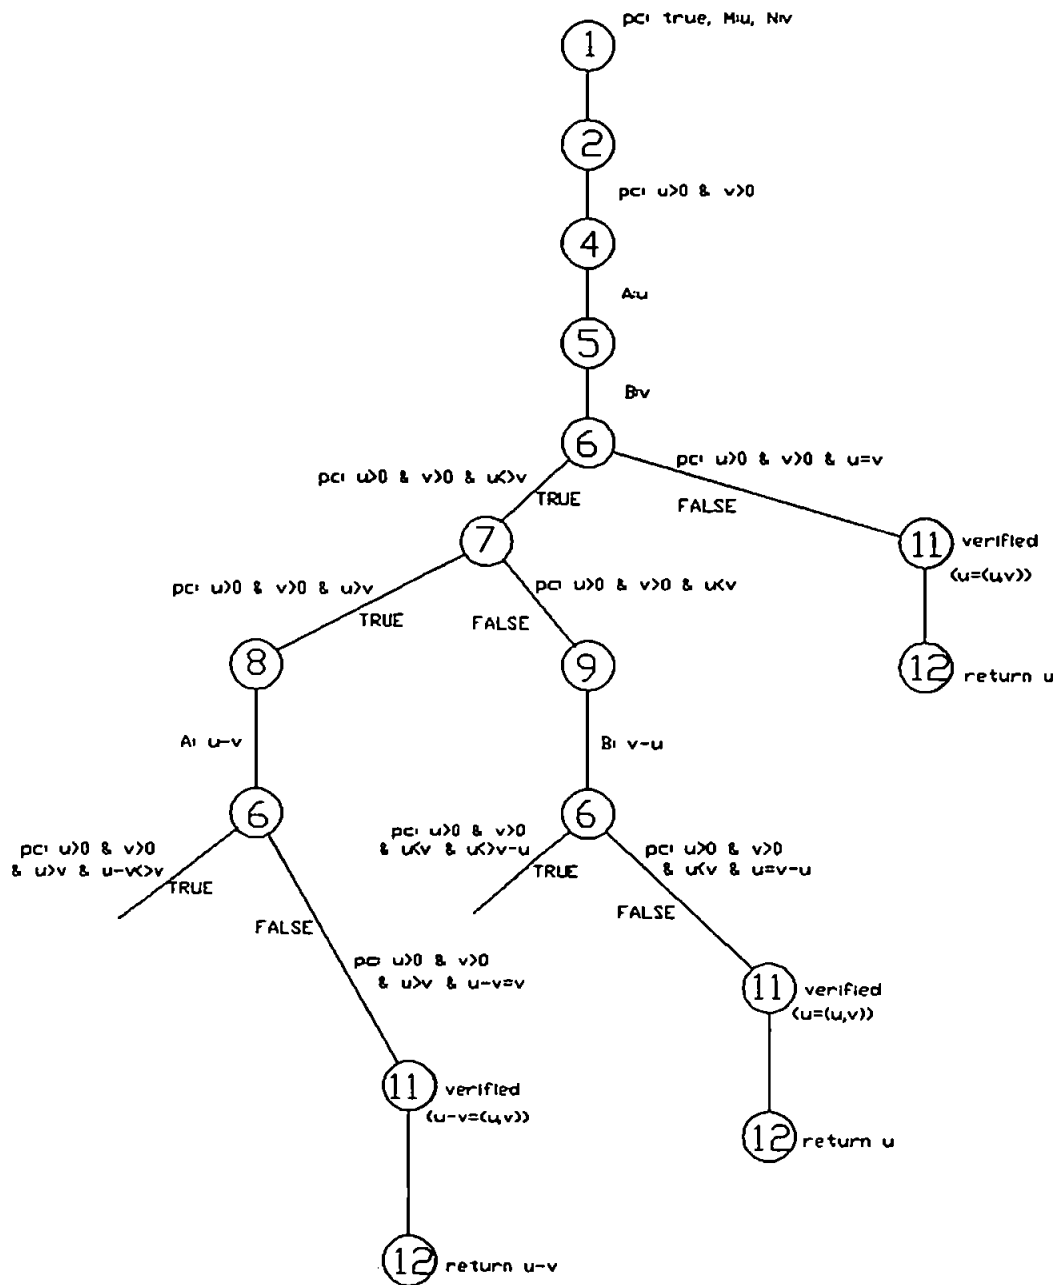 pc: true, M:u, N:v
1
2
pc: u>0 & v>0
4
A:u
5
B:v
6
pc: u>0 & v>0 & u<>v
pc: u>0 & v>0 & u=v
TRUE
FALSE
7
11 verified
(u=(u,v))
pc: u>0 & v>0 & u>v
pc: u>0 & v>0 & u<v
TRUE
FALSE
8
9
12 return u
A: u-v
B: v-u
6
6
pc: u>0 & v>0
& u>v & u-v<>v
TRUE
FALSE
pc: u>0 & v>0
& u<v & u<>v-u
TRUE
pc: u>0 & v>0
& u<v & u=v-u
FALSE
pc: u>0 & v>0
& u>v & u-v=v
11 verified
(u=(u,v))
11 verified
(u-v=(u,v))
12 return u
12 return u-v